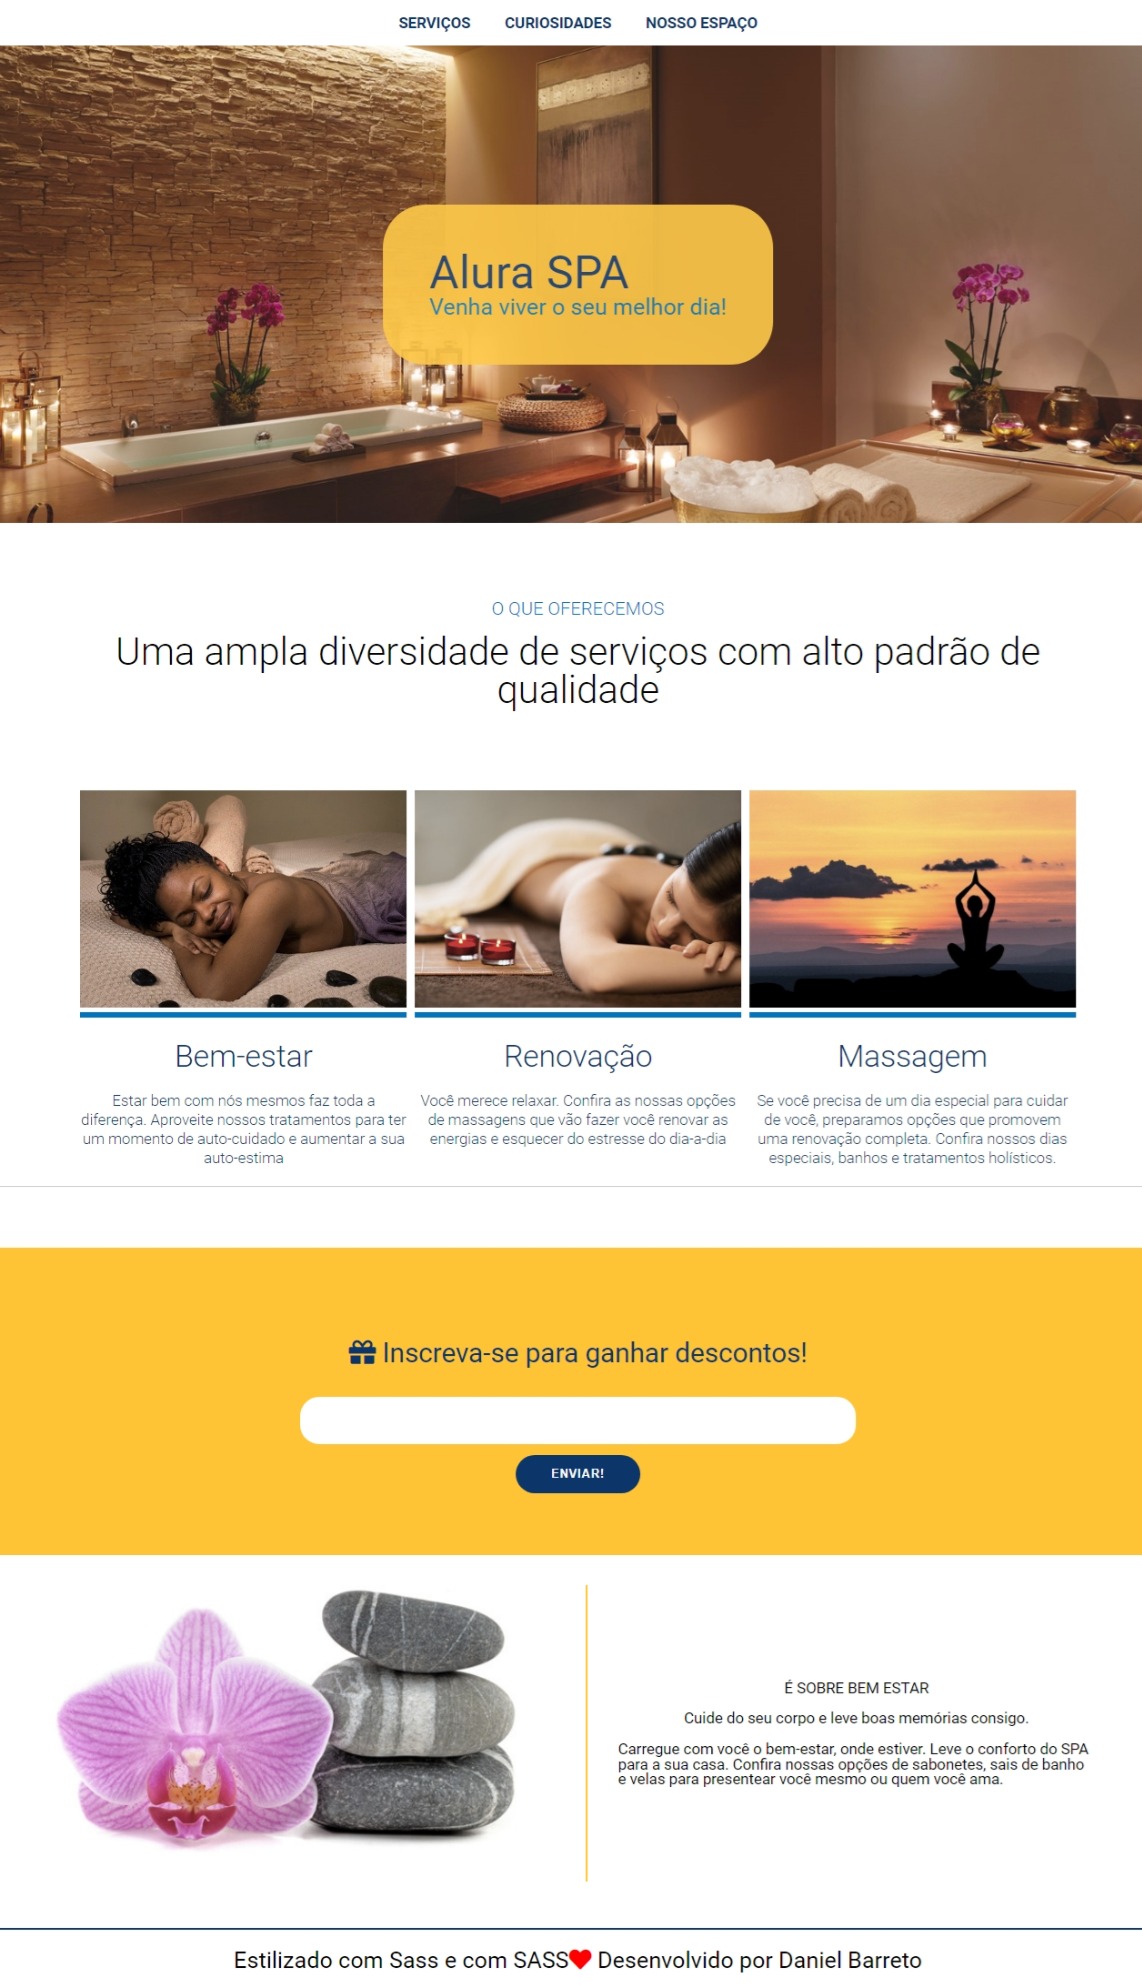 SERVIÇOS CURIOSIDADES NOSSO ESPAÇO
Alura SPA
Venha viver o seu melhor dia!
O QUE OFERECEMOS
Uma ampla diversidade de serviços com alto padrão de
qualidade
Bem-estar
Estar bem com nós mesmos faz toda a
diferença. Aproveite nossos tratamentos para ter
um momento de auto-cuidado e aumentar a sua
auto-estima
Renovação
Você merece relaxar. Confira as nossas opções
de massagens que vão fazer você renovar as
energias e esquecer do estresse do dia-a-dia
Massagem
Se você precisa de um dia especial para cuidar
de você, preparamos opções que promovem
uma renovação completa. Confira nossos dias
especiais, banhos e tratamentos holísticos.
Inscreva-se para ganhar descontos!
ENVIAR!
É SOBRE BEM ESTAR
Cuide do seu corpo e leve boas memórias consigo.
Carregue com você o bem-estar, onde estiver. Leve o conforto do SPA
para a sua casa. Confira nossas opções de sabonetes, sais de banho
e velas para presentear você mesmo ou quem você ama.
Estilizado com Sass e com SASS❤ Desenvolvido por Daniel Barreto